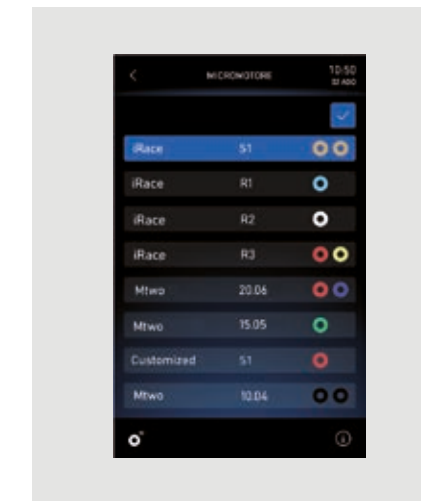 MICROMOTORE
10:50
iRace S1
iRace R1
iRace R2
iRace R3
Mtwo 20.06
Mtwo 15.05
Customized S1
Mtwo 10.04